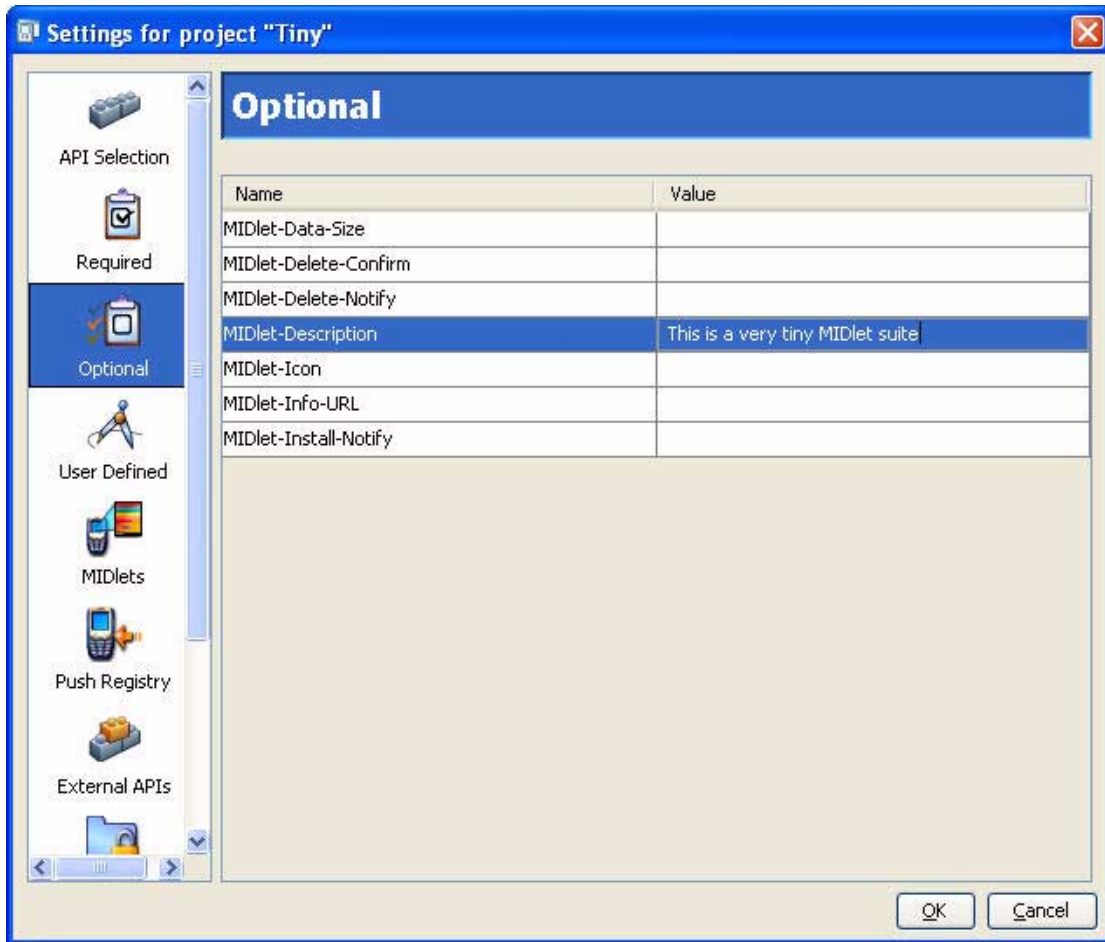 Settings for project "Tiny"
API Selection
Required
Optional
User Defined
MIDlets
Push Registry
External APIs
Optional
Name Value
MIDlet-Data-Size
MIDlet-Delete-Confirm
MIDlet-Delete-Notify
MIDlet-Description This is a very tiny MIDlet suite
MIDlet-Icon
MIDlet-Info-URL
MIDlet-Install-Notify
OK Cancel